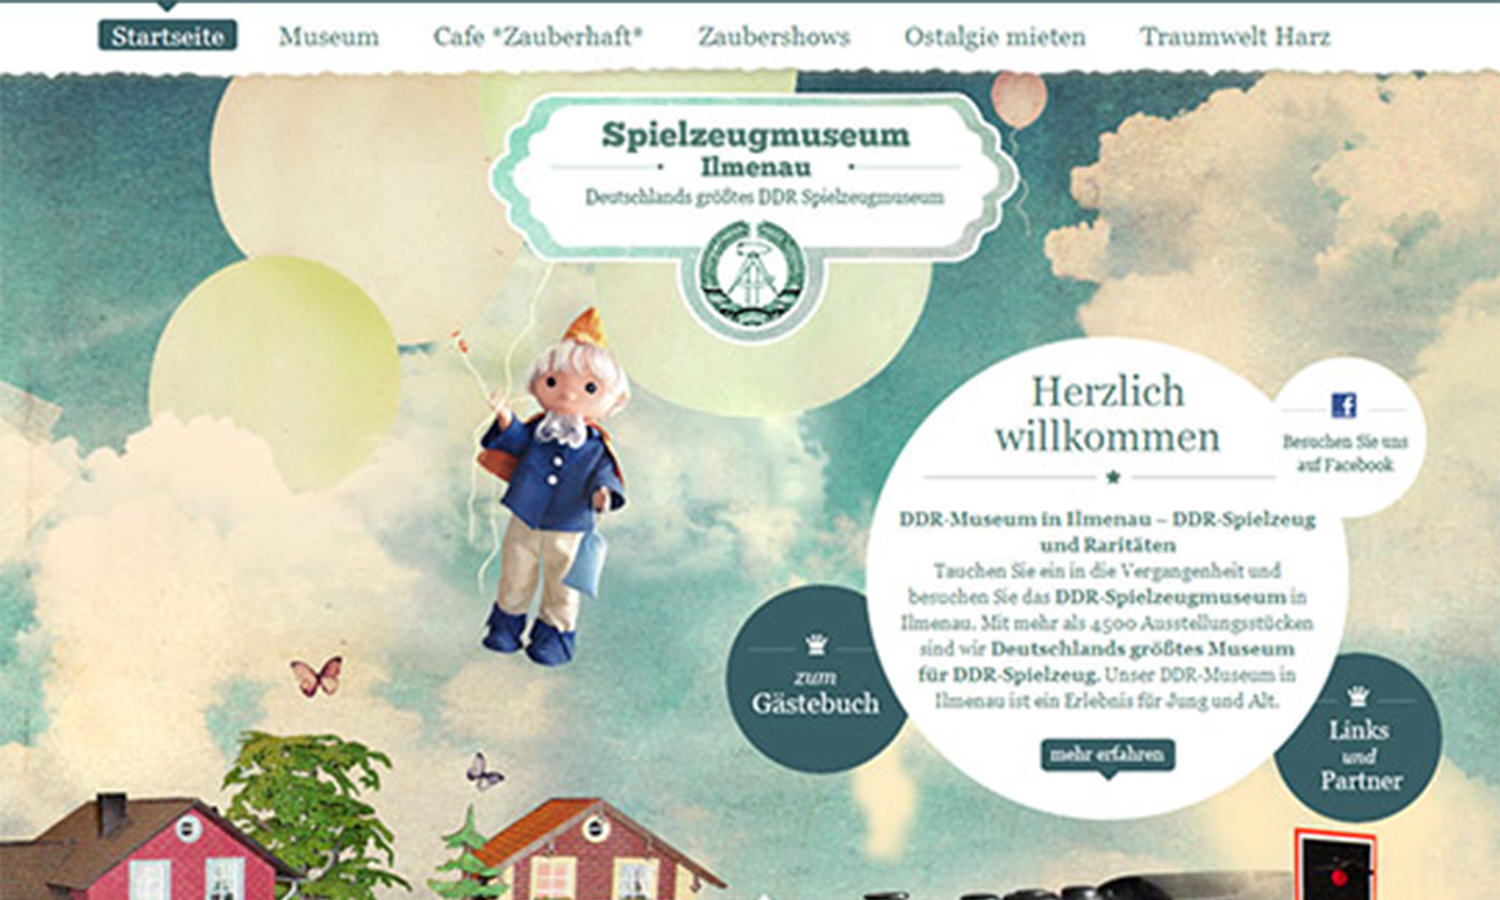 Startseite
Museum
Cafe *Zauberhaft*
Zaubershows
Ostalgie mieten
Traumwelt Harz
Spielzeugmuseum
Ilmenau
Deutschlands größtes DDR Spielzeugmuseum
Herzlich
willkommen
f
Besuchen Sie uns
auf Facebook
DDR-Museum in Ilmenau – DDR-Spielzeug
und Raritäten
Tauchen Sie ein in die Vergangenheit und
besuchen Sie das DDR-Spielzeugmuseum in
Ilmenau. Mit mehr als 4500 Ausstellungsstücken
sind wir Deutschlands größtes Museum
für DDR-Spielzeug. Unser DDR-Museum in
Ilmenau ist ein Erlebnis für Jung und Alt.
mehr erfahren
zum
Gästebuch
Links
und
Partner